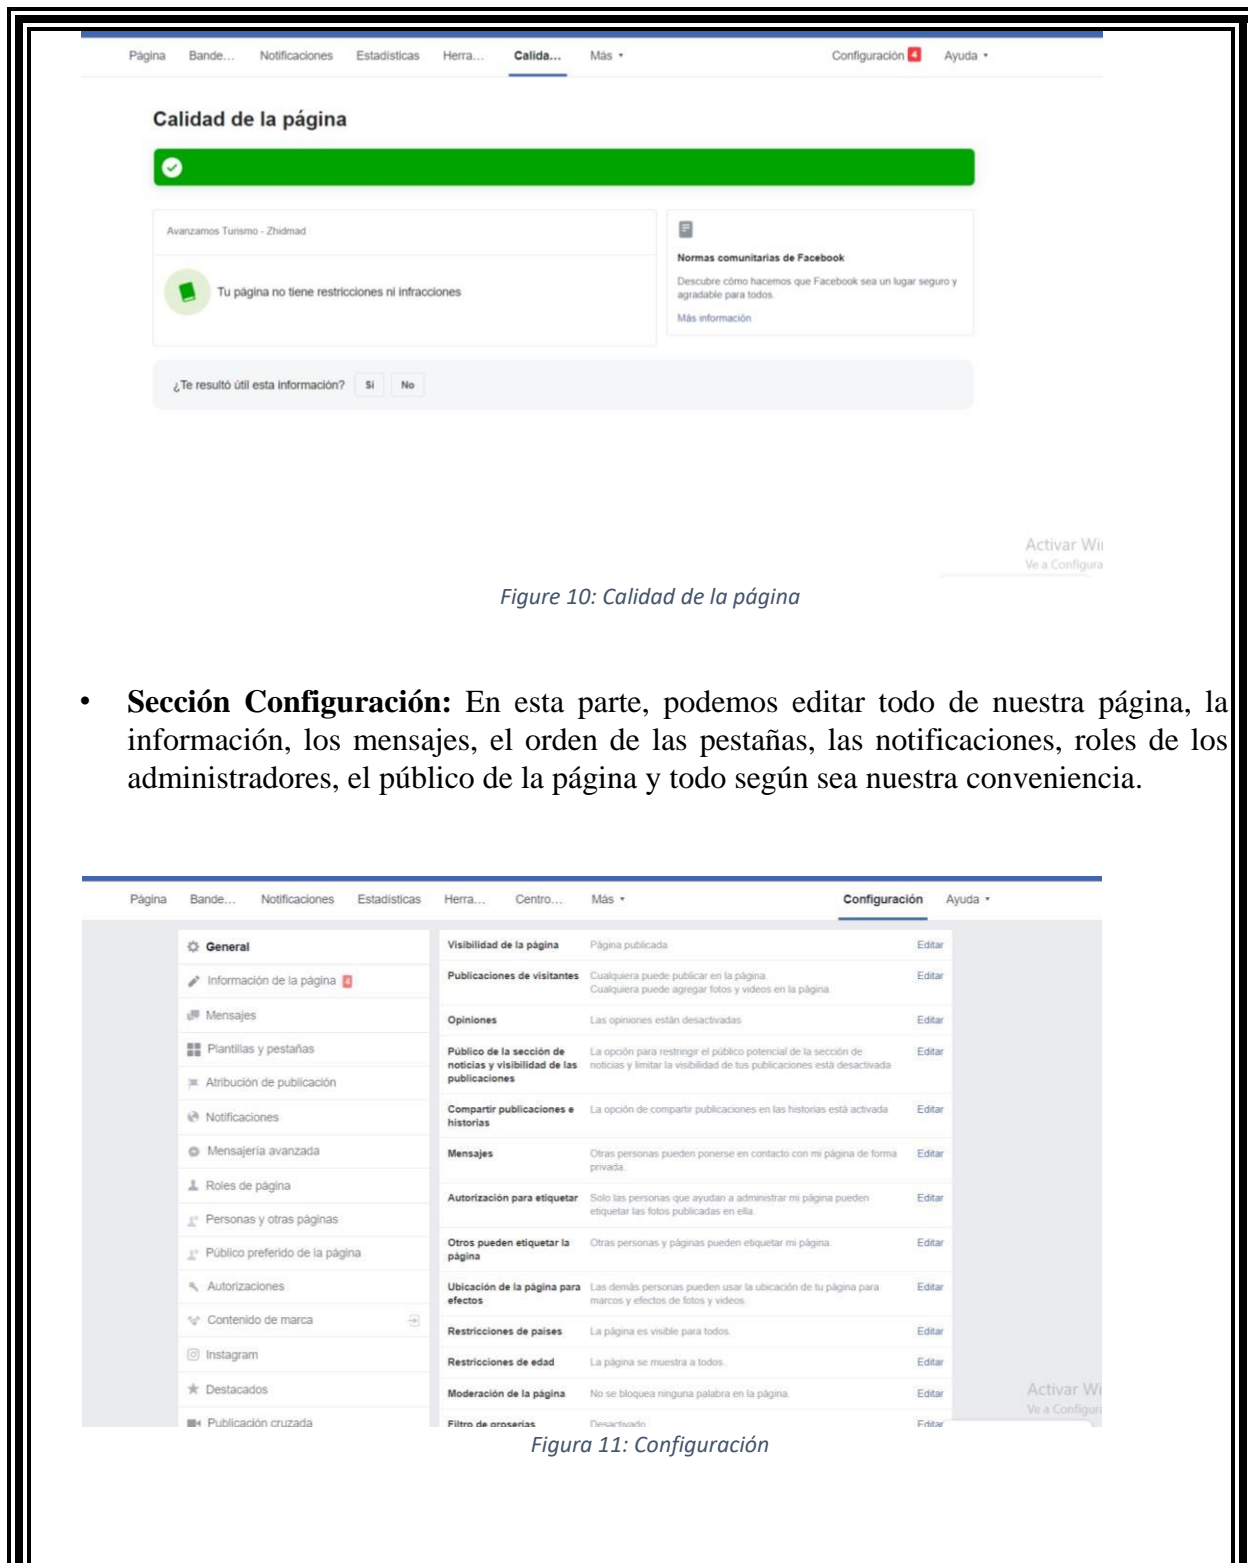 Página Bande... Notificaciones Estadísticas Herra... Calida... Más Configuración 4 Ayuda
Calidad de la página
Avanzamos Turismo - Zhidmad
Tu página no tiene restricciones ni infracciones
Normas comunitarias de Facebook
Descubre cómo hacemos que Facebook sea un lugar seguro y
agradable para todos.
Más información
¿Te resultó útil esta información? Sí No
Activar Wi
Ve a Configura
Figure 10: Calidad de la página
• Sección Configuración: En esta parte, podemos editar todo de nuestra página, la
información, los mensajes, el orden de las pestañas, las notificaciones, roles de los
administradores, el público de la página y todo según sea nuestra conveniencia.
Página Bande... Notificaciones Estadísticas Herra... Centro... Más Configuración Ayuda
General
Información de la página 4
Mensajes
Plantillas y pestañas
Atribución de publicación
Notificaciones
Mensajería avanzada
Roles de página
Personas y otras páginas
Público preferido de la página
Autorizaciones
Contenido de marca
Instagram
Destacados
Publicación cruzada
Visibilidad de la página Página publicada Editar
Publicaciones de visitantes Cualquiera puede publicar en la página. Editar
Cualquiera puede agregar fotos y videos en la página.
Opiniones Las opiniones están desactivadas Editar
Público de la sección de La opción para restringir el público potencial de la sección de Editar
noticias y visibilidad de las noticias y limitar la visibilidad de tus publicaciones está desactivada
publicaciones
Compartir publicaciones e La opción de compartir publicaciones en las historias está activada Editar
historias
Mensajes Otras personas pueden ponerse en contacto con mi página de forma Editar
privada.
Autorización para etiquetar Solo las personas que ayudan a administrar mi página pueden Editar
etiquetar las fotos publicadas en ella.
Otros pueden etiquetar la Otras personas y páginas pueden etiquetar mi página. Editar
página
Ubicación de la página para Las demás personas pueden usar la ubicación de tu página para Editar
efectos marcos y efectos de fotos y videos.
Restricciones de países La página es visible para todos. Editar
Restricciones de edad La página se muestra a todos. Editar
Moderación de la página No se bloquea ninguna palabra en la página. Editar
Filtro de groserías Desactivado Editar
Activar Wi
Ve a Configura
Figura 11: Configuración